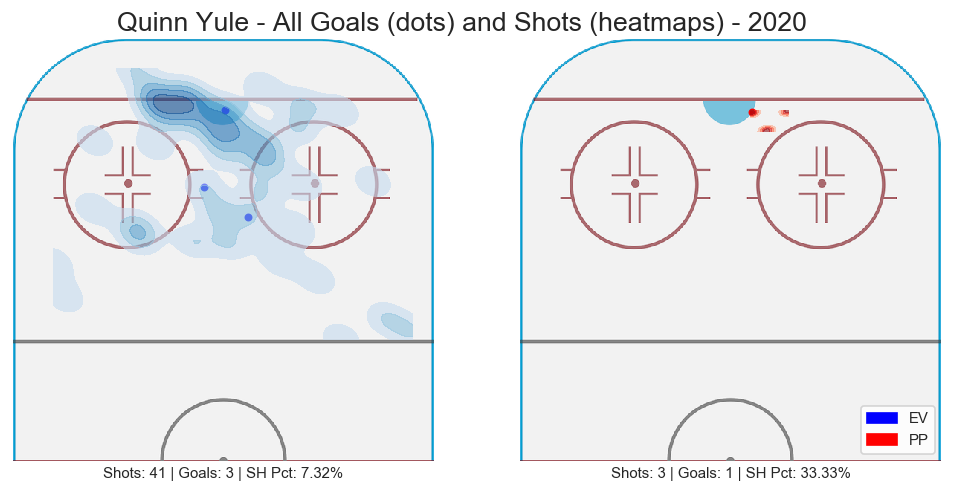 Quinn Yule - All Goals (dots) and Shots (heatmaps) - 2020
EV
PP
Shots: 41 | Goals: 3 | SH Pct: 7.32%
Shots: 3 | Goals: 1 | SH Pct: 33.33%